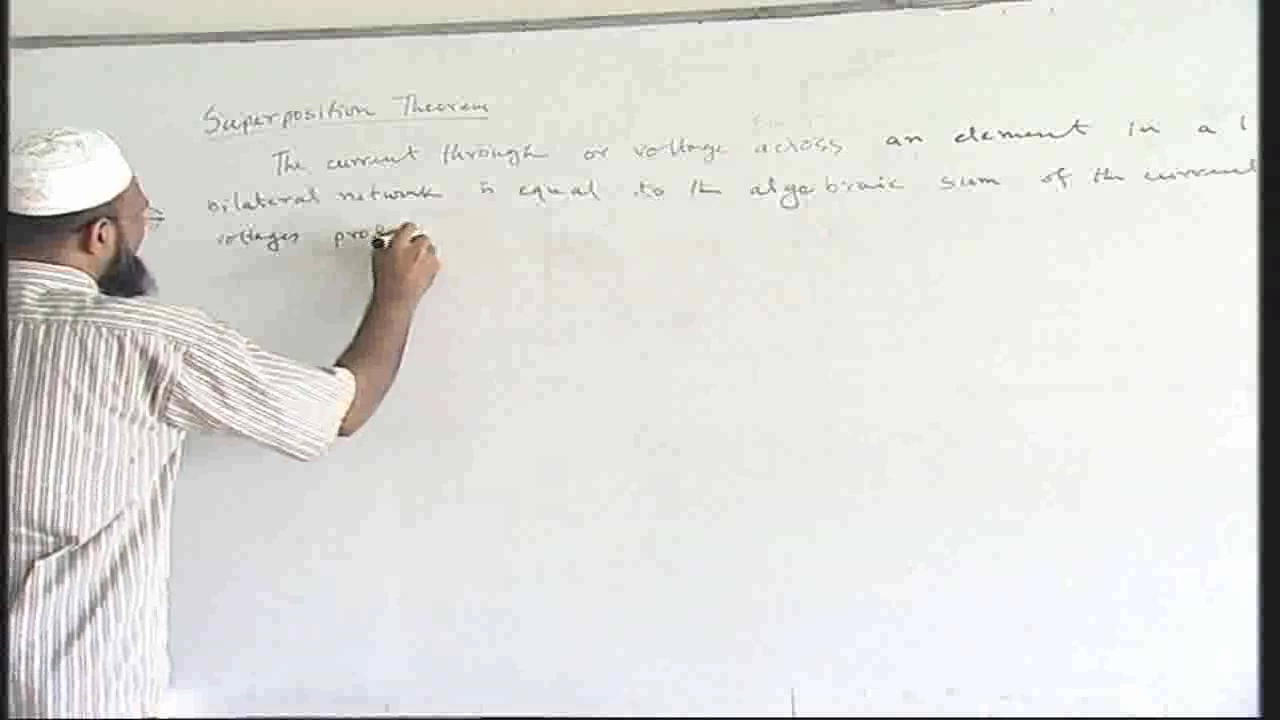 Superposition Theorem
The current through or voltage across an element in a l
bilateral network is equal to the algebraic sum of the current
voltages prod